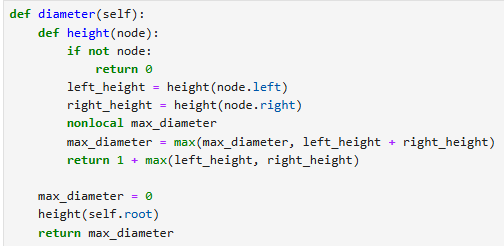 def diameter(self):
    def height(node):
        if not node:
            return 0
        left_height = height(node.left)
        right_height = height(node.right)
        nonlocal max_diameter
        max_diameter = max(max_diameter, left_height + right_height)
        return 1 + max(left_height, right_height)

    max_diameter = 0
    height(self.root)
    return max_diameter